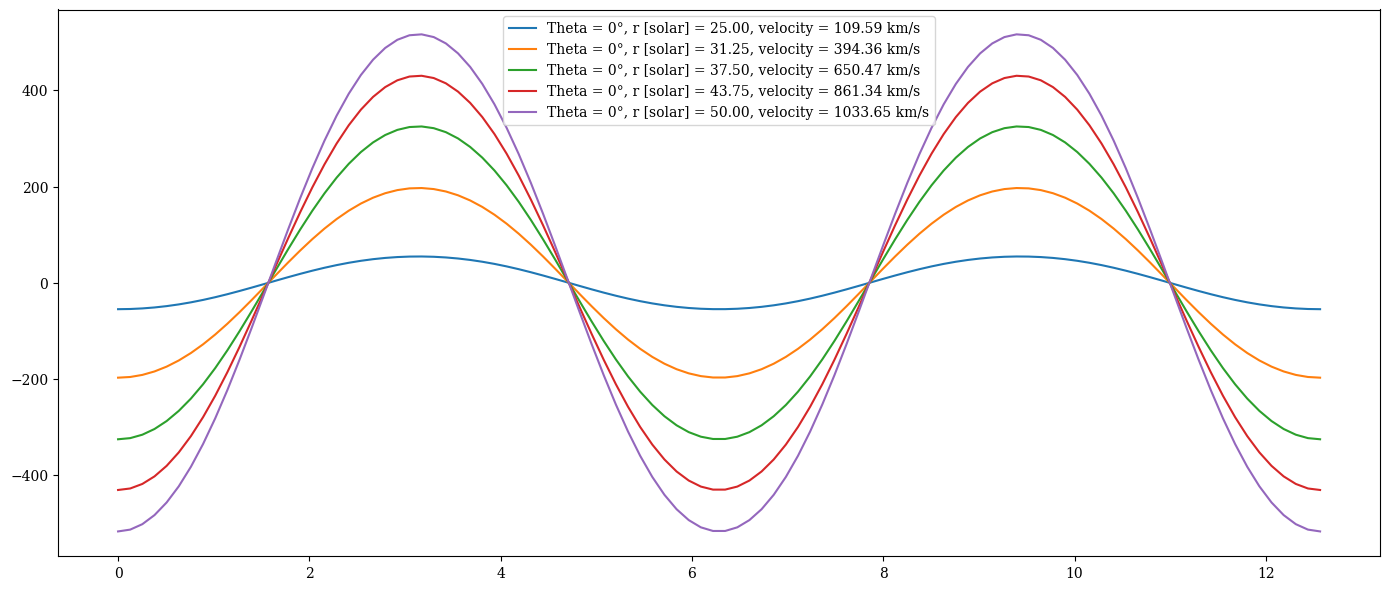 Theta = 0°, r [solar] = 25.00, velocity = 109.59 km/s
Theta = 0°, r [solar] = 31.25, velocity = 394.36 km/s
Theta = 0°, r [solar] = 37.50, velocity = 650.47 km/s
Theta = 0°, r [solar] = 43.75, velocity = 861.34 km/s
Theta = 0°, r [solar] = 50.00, velocity = 1033.65 km/s
400
200
0
−200
−400
0 2 4 6 8 10 12